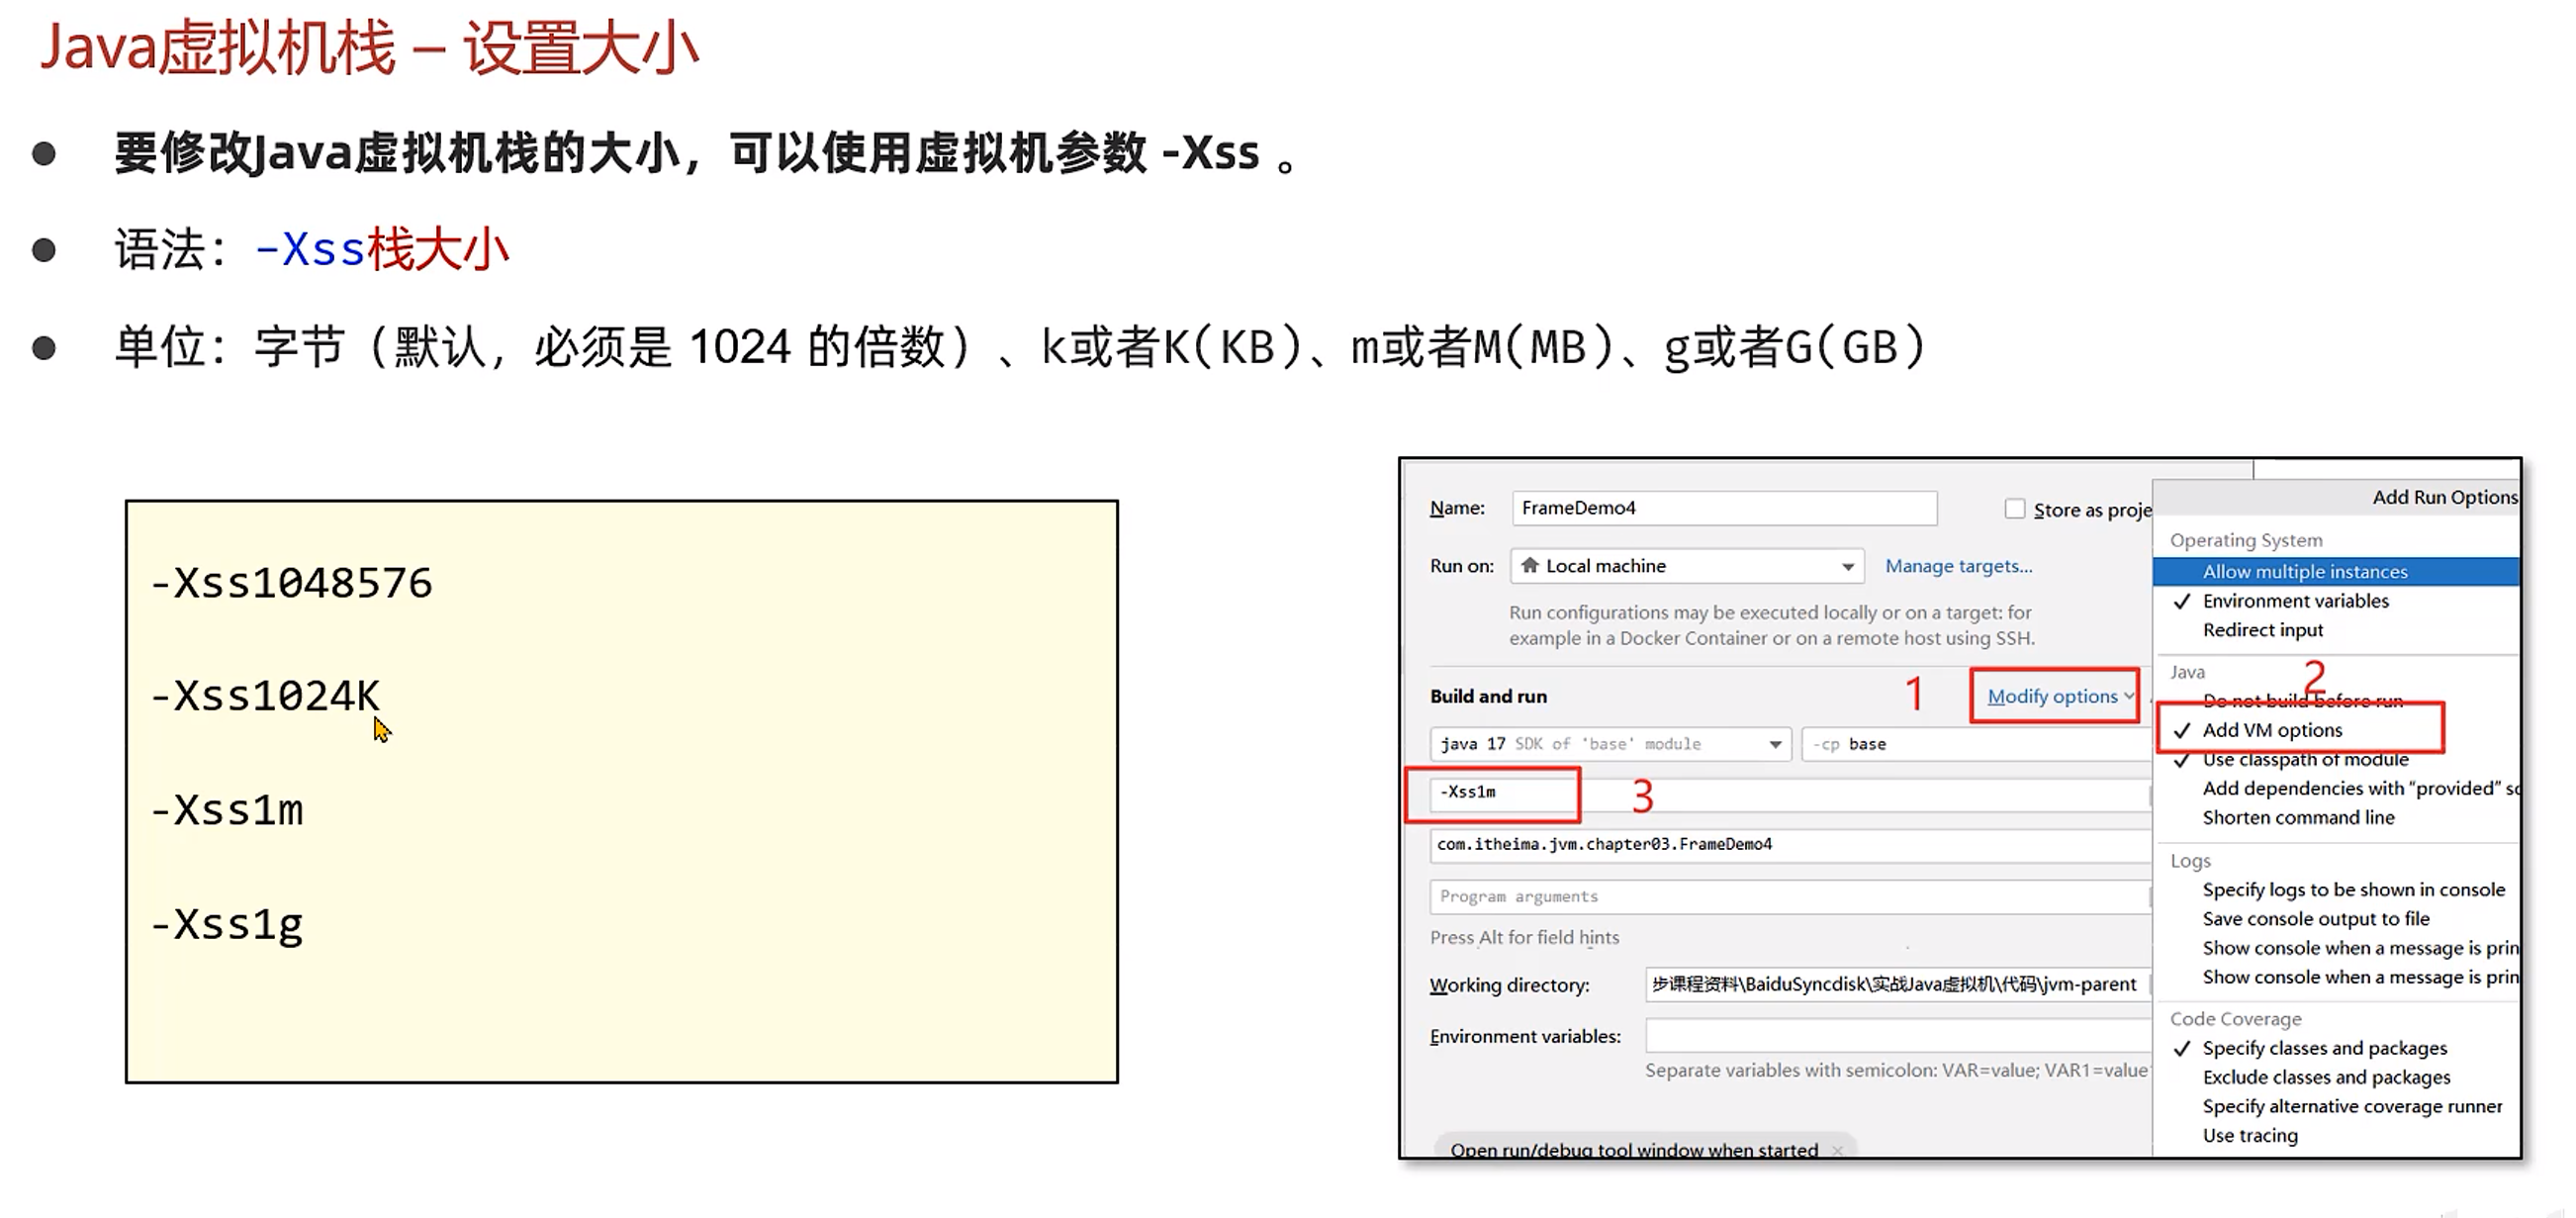 Java虚拟机栈 – 设置大小
● 要修改Java虚拟机栈的大小，可以使用虚拟机参数 -Xss 。
● 语法：-Xss栈大小
● 单位：字节（默认，必须是 1024 的倍数）、k或者K(KB)、m或者M(MB)、g或者G(GB)
-Xss1048576
-Xss1024K
-Xss1m
-Xss1g
Name: FrameDemo4
Store as proje
Run on: Local machine
Manage targets...
Run configurations may be executed locally or on a target: for
example in a Docker Container or on a remote host using SSH.
Build and run
1
Modify options
java 17 SDK of 'base' module
-cp base
-Xss1m
3
com.itheima.jvm.chapter03.FrameDemo4
Program arguments
Press Alt for field hints
Working directory: 步课程资料\BaiduSyncdisk\实战Java虚拟机\代码\jvm-parent
Environment variables:
Separate variables with semicolon: VAR=value; VAR1=value
Open run/debug tool window when started ×
Add Run Options
Operating System
Allow multiple instances
✓ Environment variables
Redirect input
Java
2
Do not build before run
✓ Add VM options
✓ Use classpath of module
Add dependencies with “provided” sc
Shorten command line
Logs
Specify logs to be shown in console
Save console output to file
Show console when a message is prin
Show console when a message is prin
Code Coverage
✓ Specify classes and packages
Exclude classes and packages
Specify alternative coverage runner
Use tracing